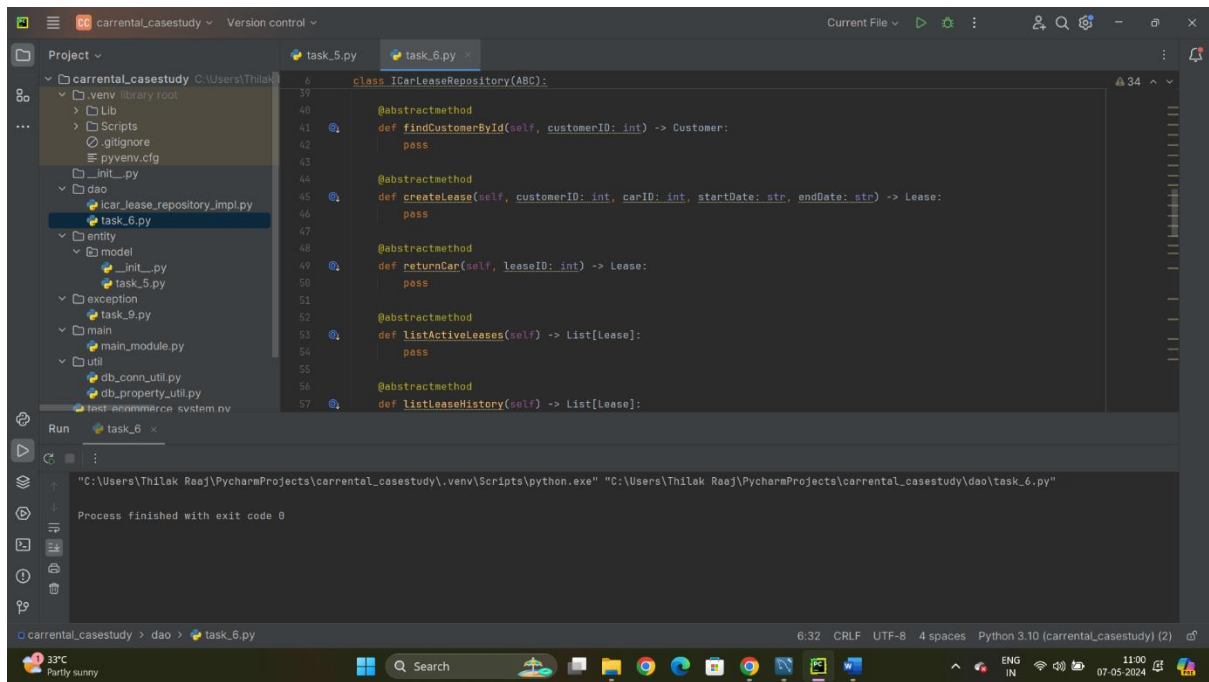 CC carrental_casestudy Version control Current File
Project
task_5.py task_6.py
carrental_casestudy C:\Users\Thilak
.venv library root
Lib
Scripts
.gitignore
pyvenv.cfg
__init__.py
dao
icar_lease_repository_impl.py
task_6.py
entity
model
__init__.py
task_5.py
exception
task_9.py
main
main_module.py
util
db_conn_util.py
db_property_util.py
test_ecommerce_system.py
6 class ICarLeaseRepository(ABC): 34
39
40 @abstractmethod
41 def findCustomerById(self, customerID: int) -> Customer:
42 pass
43
44 @abstractmethod
45 def createLease(self, customerID: int, carID: int, startDate: str, endDate: str) -> Lease:
46 pass
47
48 @abstractmethod
49 def returnCar(self, leaseID: int) -> Lease:
50 pass
51
52 @abstractmethod
53 def listActiveLeases(self) -> List[Lease]:
54 pass
55
56 @abstractmethod
57 def listLeaseHistory(self) -> List[Lease]:
Run task_6
"C:\Users\Thilak Raaj\PycharmProjects\carrental_casestudy\.venv\Scripts\python.exe" "C:\Users\Thilak Raaj\PycharmProjects\carrental_casestudy\dao\task_6.py"
Process finished with exit code 0
carrental_casestudy > dao > task_6.py 6:32 CRLF UTF-8 4 spaces Python 3.10 (carrental_casestudy) (2)
1 33°C
Partly sunny
Search
ENG
IN
11:00
07-05-2024